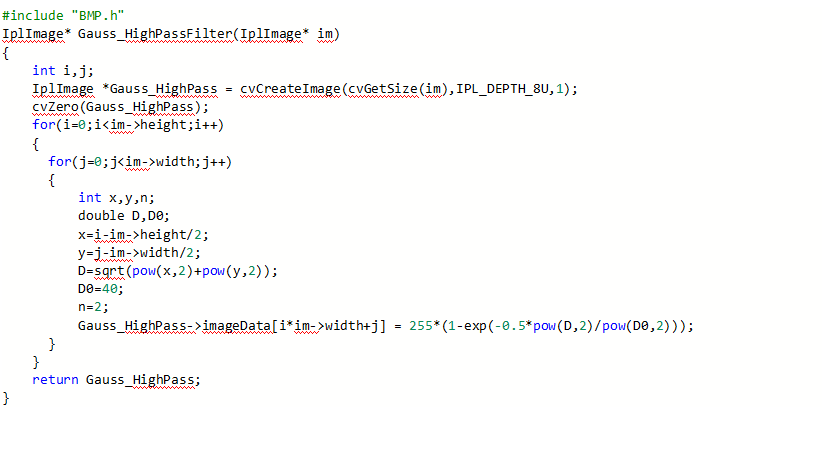 #include "BMP.h"
IplImage* Gauss_HighPassFilter(IplImage* im)
{
    int i,j;
    IplImage *Gauss_HighPass = cvCreateImage(cvGetSize(im),IPL_DEPTH_8U,1);
    cvZero(Gauss_HighPass);
    for(i=0;i<im->height;i++)
    {
      for(j=0;j<im->width;j++)
      {
          int x,y,n;
          double D,D0;
          x=i-im->height/2;
          y=j-im->width/2;
          D=sqrt(pow(x,2)+pow(y,2));
          D0=40;
          n=2;
          Gauss_HighPass->imageData[i*im->width+j] = 255*(1-exp(-0.5*pow(D,2)/pow(D0,2)));
      }
    }
    return Gauss_HighPass;
}